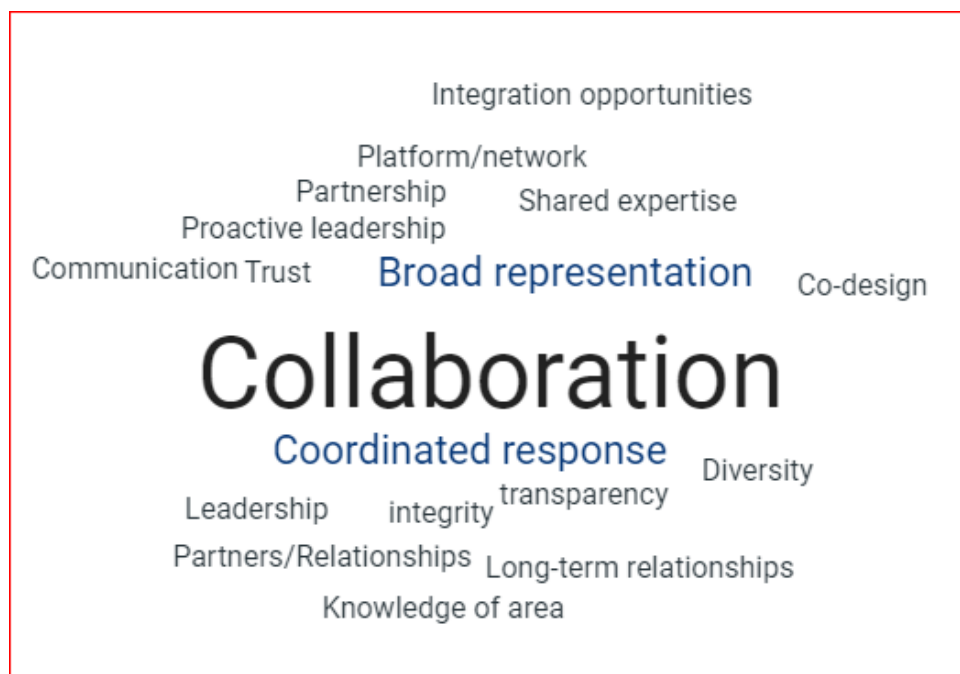 Integration opportunities
Platform/network
Partnership
Shared expertise
Proactive leadership
Communication
Trust
Broad representation
Co-design
Collaboration
Coordinated response
Diversity
transparency
Leadership
integrity
Partners/Relationships
Long-term relationships
Knowledge of area